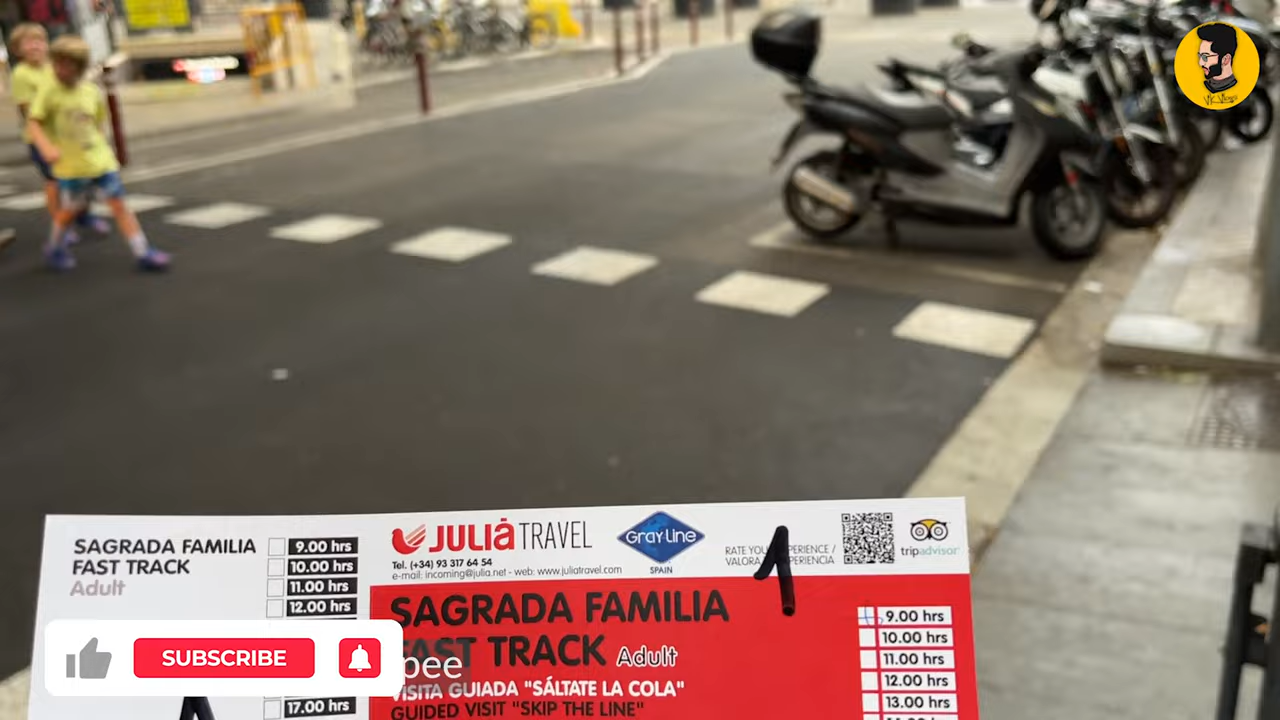 SAGRADA FAMILIA
FAST TRACK
Adult
9.00 hrs
10.00 hrs
11.00 hrs
12.00 hrs
17.00 hrs
JULIÀ TRAVEL
Tel. (+34) 93 317 64 54
e-mail: incoming@julia.net - web: www.juliatravel.com
Gray Line
SPAIN
RATE
VALORA
1
tripadvisor
SAGRADA FAMILIA
FAST TRACK Adult
VISITA GUIADA "SÁLTATE LA COLA"
GUIDED VISIT "SKIP THE LINE"
9.00 hrs
10.00 hrs
11.00 hrs
12.00 hrs
13.00 hrs
SUBSCRIBE